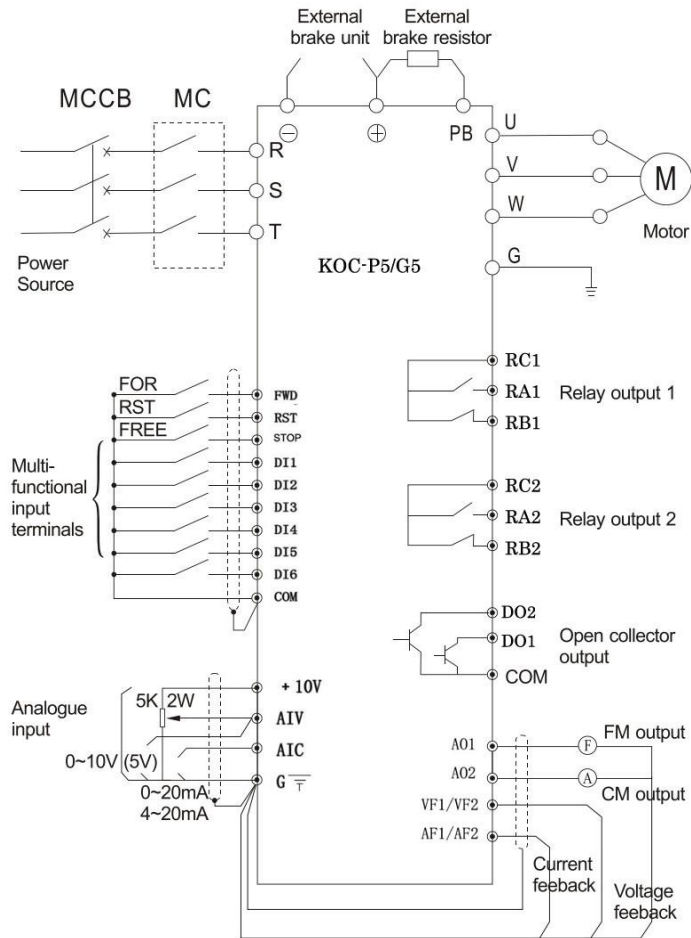 External
brake unit
External
brake resistor
MCCB
MC
⊖
⊕
PB
U
R
V
M
S
W
T
Motor
Power
Source
KOC-P5/G5
G
RC1
FOR
FWD
RA1
Relay output 1
RST
RST
RB1
FREE
STOP
Multi-
functional
input
terminals
DI1
DI2
DI3
DI4
DI5
DI6
COM
RC2
RA2
Relay output 2
RB2
DO2
DO1
Open collector
output
COM
+10V
5K 2W
Analogue
input
AIV
AIC
0~10V (5V)
G
0~20mA
4~20mA
AO1
F
FM output
AO2
A
CM output
VF1/VF2
AF1/AF2
Current
feeback
Voltage
feeback